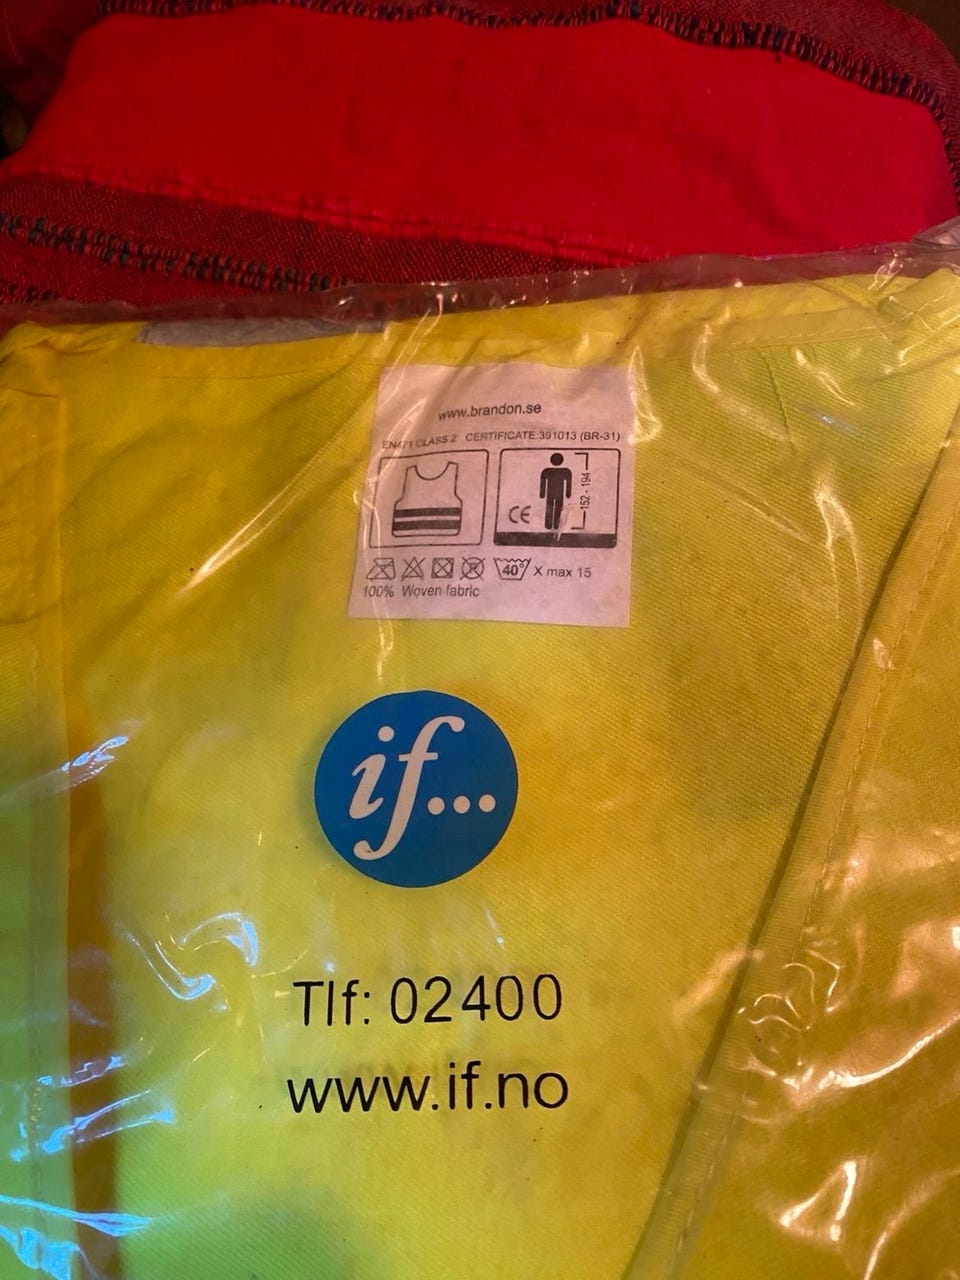 www.brandon.se
EN471 CLASS 2 CERTIFICATE:391013 (BR-31)
152 - 194
CE
P
40° X max 15
100% Woven fabric
if...
Tlf: 02400
www.if.no